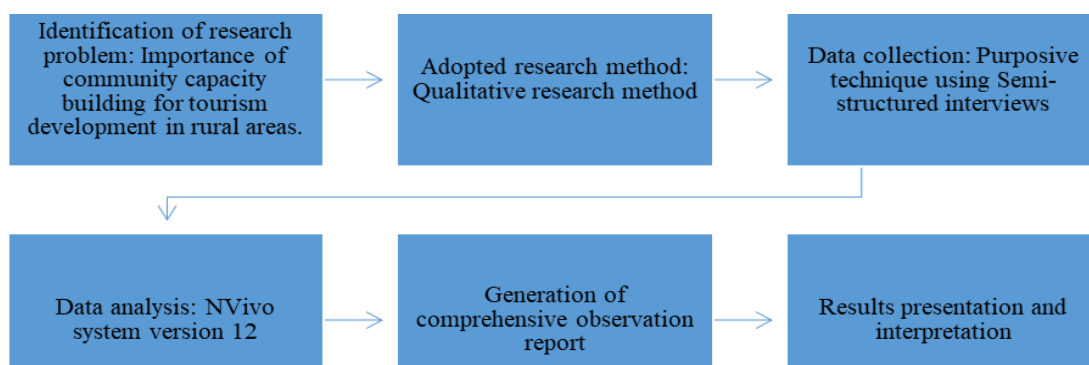 Identification of research
problem: Importance of
community capacity
building for tourism
development in rural areas.
Adopted research method:
Qualitative research method
Data collection: Purposive
technique using Semi-
structured interviews
Data analysis: NVivo
system version 12
Generation of
comprehensive observation
report
Results presentation and
interpretation